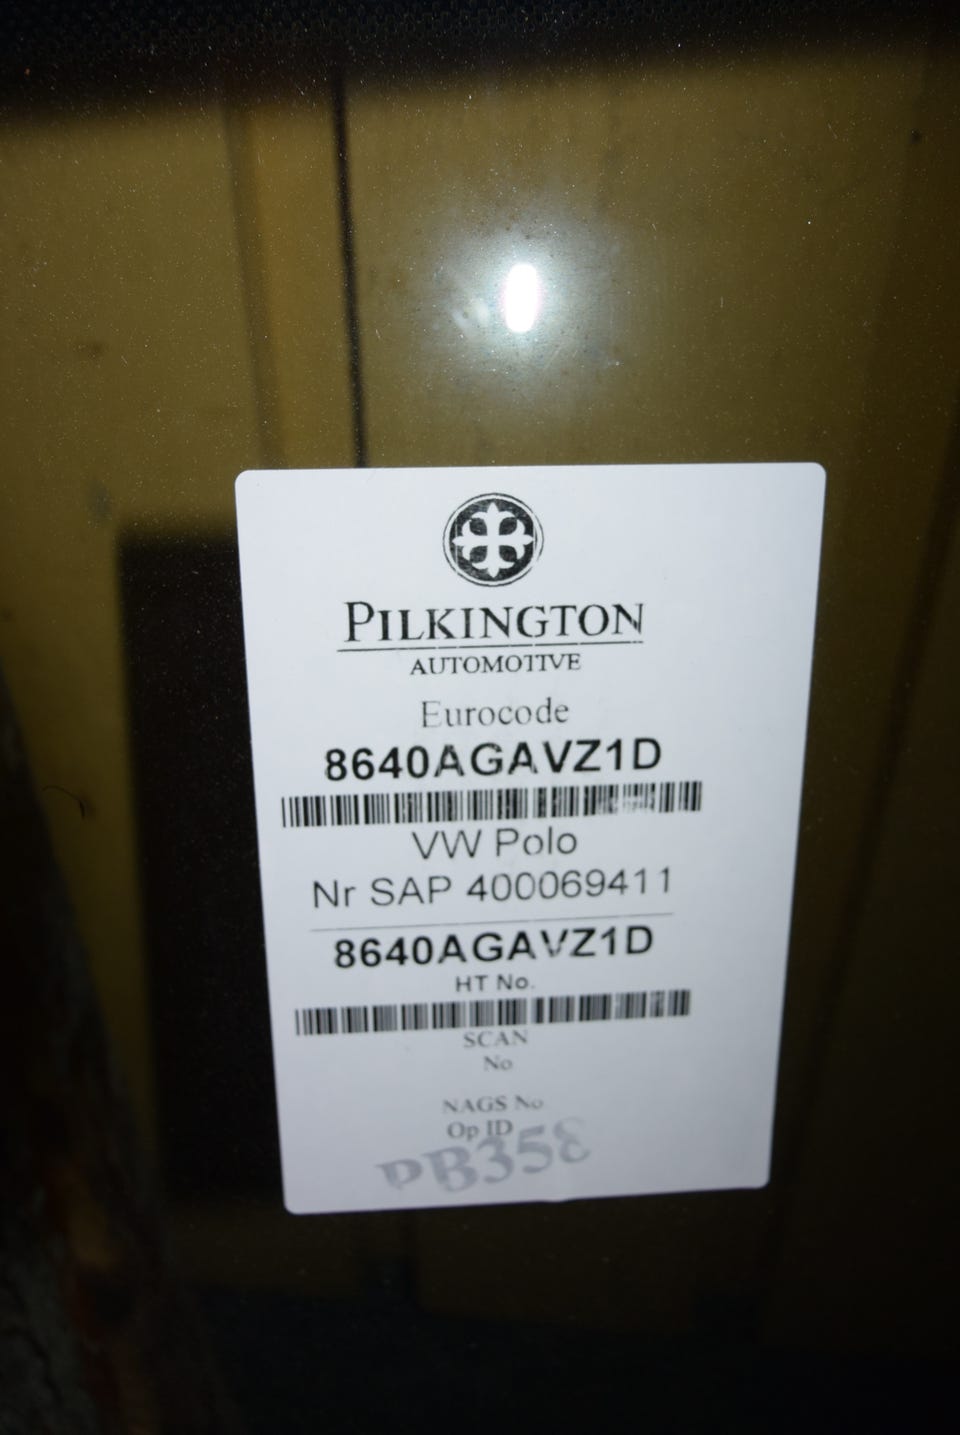 PILKINGTON
AUTOMOTIVE
Eurocode
8640AGAVZ1D
VW Polo
Nr SAP 400069411
8640AGAVZ1D
HT No.
SCAN
No
NAGS No.
Op ID
PB358